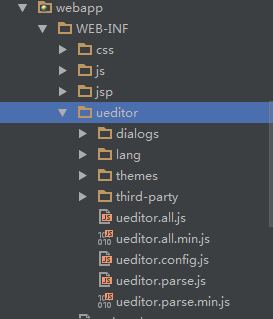 webapp
WEB-INF
css
js
jsp
ueditor
dialogs
lang
themes
third-party
ueditor.all.js
ueditor.all.min.js
ueditor.config.js
ueditor.parse.js
ueditor.parse.min.js